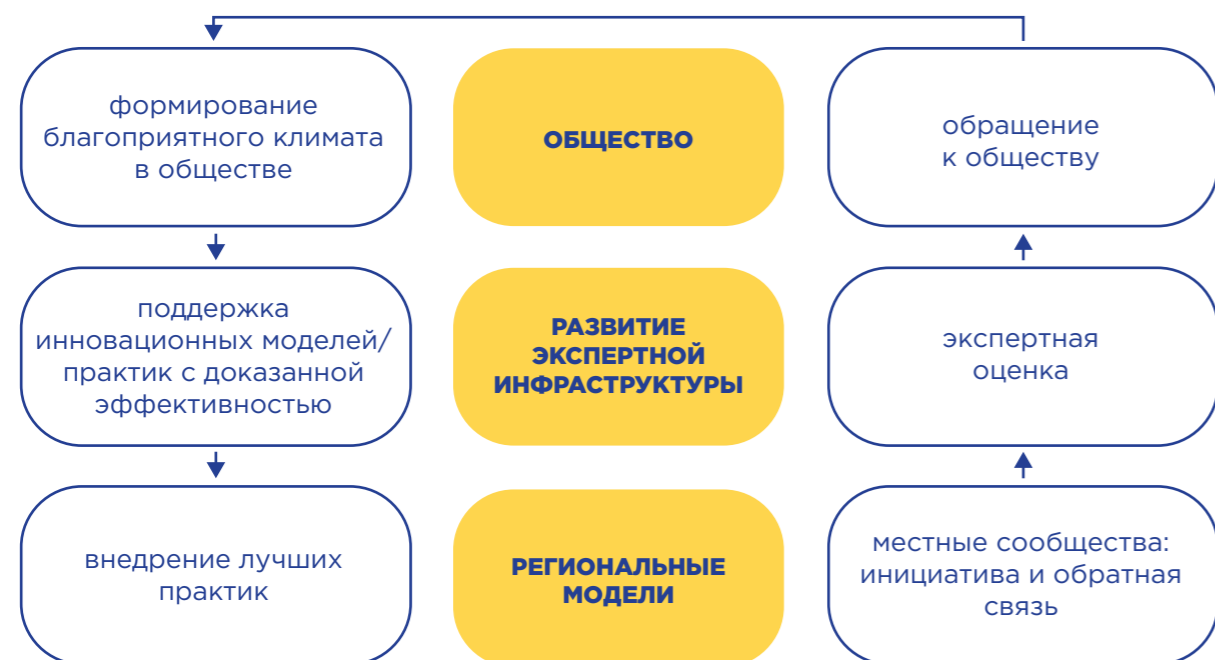 формирование
благоприятного климата
в обществе
ОБЩЕСТВО
обращение
к обществу
поддержка
инновационных моделей/
практик с доказанной
эффективностью
РАЗВИТИЕ
ЭКСПЕРТНОЙ
ИНФРАСТРУКТУРЫ
экспертная
оценка
внедрение лучших
практик
РЕГИОНАЛЬНЫЕ
МОДЕЛИ
местные сообщества:
инициатива и обратная
связь